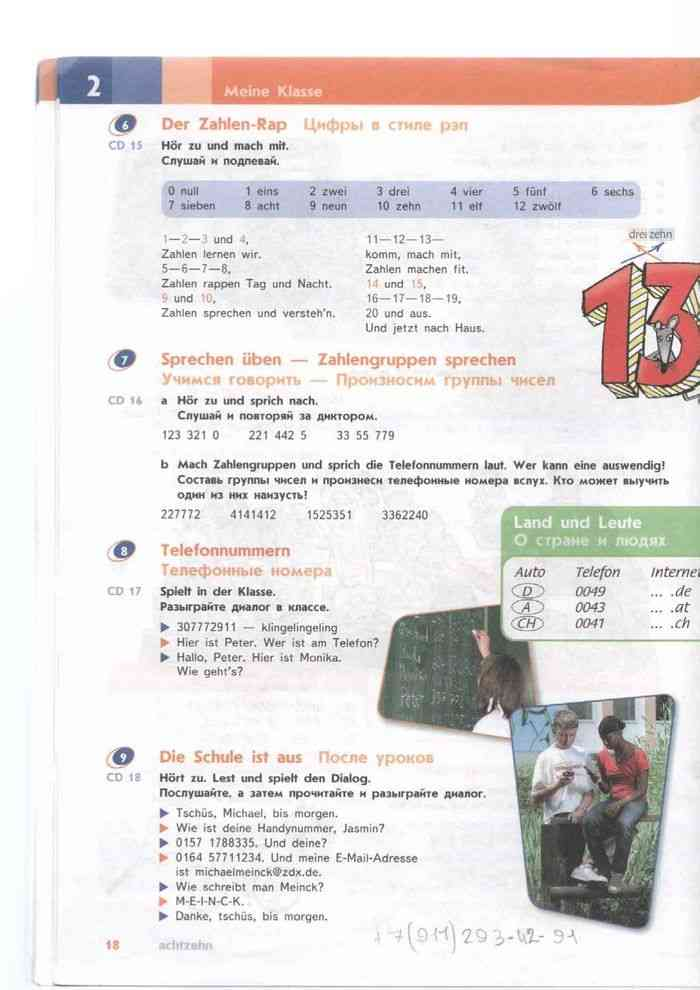 2
Meine Klasse
6 Der Zahlen-Rap Цифры в стиле рэп
CD 15 Hör zu und mach mit.
Слушай и подпевай.
0 null 1 eins 2 zwei 3 drei 4 vier 5 fünf 6 sechs
7 sieben 8 acht 9 neun 10 zehn 11 elf 12 zwölf
1—2—3 und 4,
Zahlen lernen wir.
5—6—7—8,
Zahlen rappen Tag und Nacht.
9 und 10,
Zahlen sprechen und versteh'n.
11—12—13—
komm, mach mit,
Zahlen machen fit.
14 und 15,
16—17—18—19,
20 und aus.
Und jetzt nach Haus.
drei zehn
13
7 Sprechen üben — Zahlengruppen sprechen
Учимся говорить — Произносим группы чисел
CD 16 a Hör zu und sprich nach.
Слушай и повторяй за диктором.
123 321 0 221 442 5 33 55 779
b Mach Zahlengruppen und sprich die Telefonnummern laut. Wer kann eine auswendig!
Составь группы чисел и произнеси телефонные номера вслух. Кто может выучить
один из них наизусть!
227772 4141412 1525351 3362240
Land und Leute
О стране и людях
Auto Telefon Internet
D 0049 ... .de
A 0043 ... .at
CH 0041 ... .ch
8 Telefonnummern
Телефонные номера
CD 17 Spielt in der Klasse.
Разыграйте диалог в классе.
307772911 — klingelingeling
Hier ist Peter. Wer ist am Telefon?
Hallo, Peter. Hier ist Monika.
Wie geht's?
9 Die Schule ist aus После уроков
CD 18 Hört zu. Lest und spielt den Dialog.
Послушайте, а затем прочитайте и разыграйте диалог.
Tschüs, Michael, bis morgen.
Wie ist deine Handynummer, Jasmin?
0157 1788335. Und deine?
0164 57711234. Und meine E-Mail-Adresse
ist michaelmeinck@zdx.de.
Wie schreibt man Meinck?
M-E-I-N-C-K.
Danke, tschüs, bis morgen.
+7(911) 293-42-91
18 achtzehn